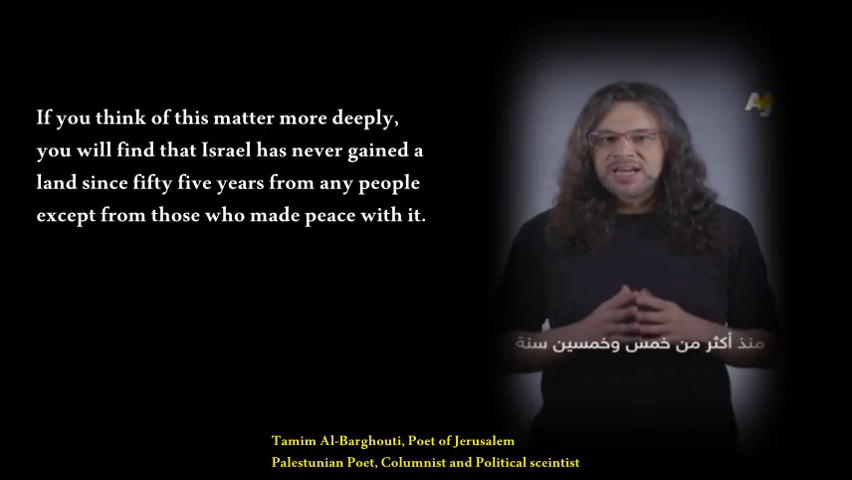 If you think of this matter more deeply,
you will find that Israel has never gained a
land since fifty five years from any people
except from those who made peace with it.
AJ+
منذ أكثر من خمس وخمسين سنة
Tamim Al-Barghouti, Poet of Jerusalem
Palestunian Poet, Columnist and Political sceintist